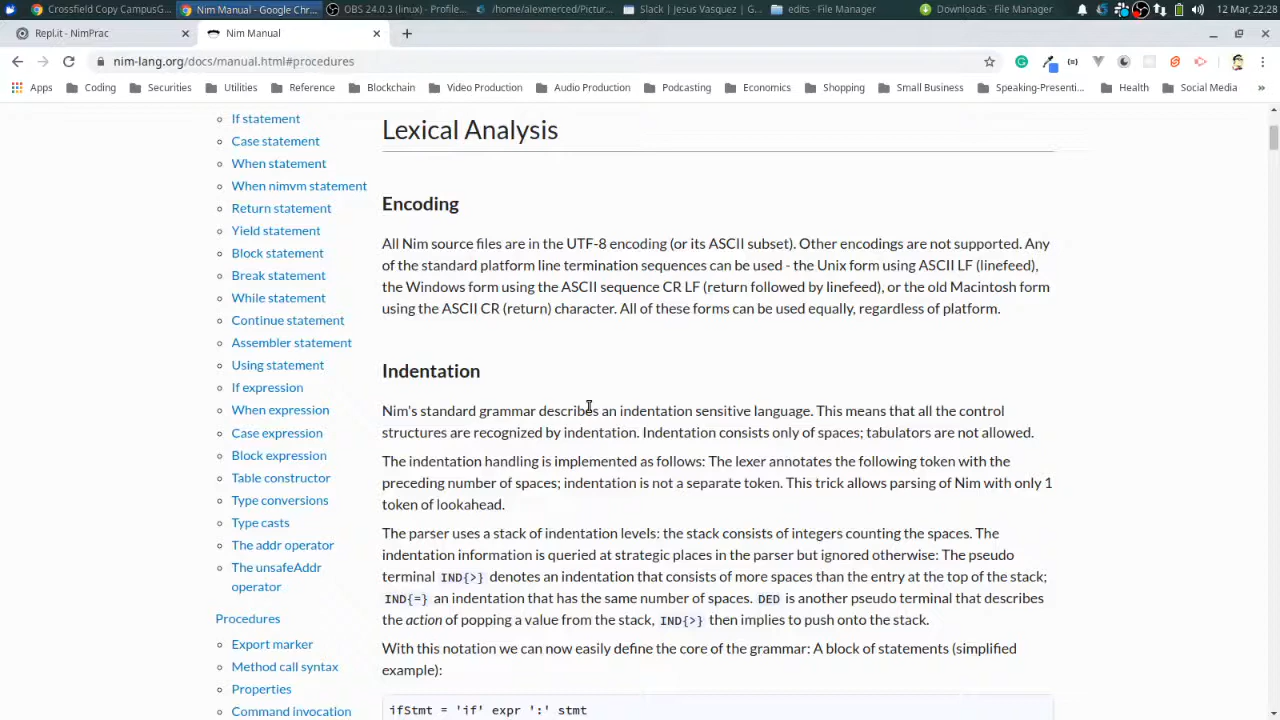 Crossfield Copy CampusG...
Nim Manual - Google Chr...
OBS 24.0.3 (linux) - Profile...
/home/alexmerced/Pictur...
Slack | Jesus Vasquez | G...
edits - File Manager
Downloads - File Manager
12 Mar, 22:28
Repl.it - NimPrac
Nim Manual
nim-lang.org/docs/manual.html#procedures
Apps
Coding
Securities
Utilities
Reference
Blockchain
Video Production
Audio Production
Podcasting
Economics
Shopping
Small Business
Speaking-Presenti...
Health
Social Media
»
If statement
Case statement
When statement
When nimvm statement
Return statement
Yield statement
Block statement
Break statement
While statement
Continue statement
Assembler statement
Using statement
If expression
When expression
Case expression
Block expression
Table constructor
Type conversions
Type casts
The addr operator
The unsafeAddr
operator
Procedures
Export marker
Method call syntax
Properties
Command invocation
Lexical Analysis
Encoding
All Nim source files are in the UTF-8 encoding (or its ASCII subset). Other encodings are not supported. Any
of the standard platform line termination sequences can be used - the Unix form using ASCII LF (linefeed),
the Windows form using the ASCII sequence CR LF (return followed by linefeed), or the old Macintosh form
using the ASCII CR (return) character. All of these forms can be used equally, regardless of platform.
Indentation
Nim's standard grammar describes an indentation sensitive language. This means that all the control
structures are recognized by indentation. Indentation consists only of spaces; tabulators are not allowed.
The indentation handling is implemented as follows: The lexer annotates the following token with the
preceding number of spaces; indentation is not a separate token. This trick allows parsing of Nim with only 1
token of lookahead.
The parser uses a stack of indentation levels: the stack consists of integers counting the spaces. The
indentation information is queried at strategic places in the parser but ignored otherwise: The pseudo
terminal IND{>} denotes an indentation that consists of more spaces than the entry at the top of the stack;
IND{=} an indentation that has the same number of spaces. DED is another pseudo terminal that describes
the action of popping a value from the stack, IND{>} then implies to push onto the stack.
With this notation we can now easily define the core of the grammar: A block of statements (simplified
example):
ifStmt = 'if' expr ':' stmt